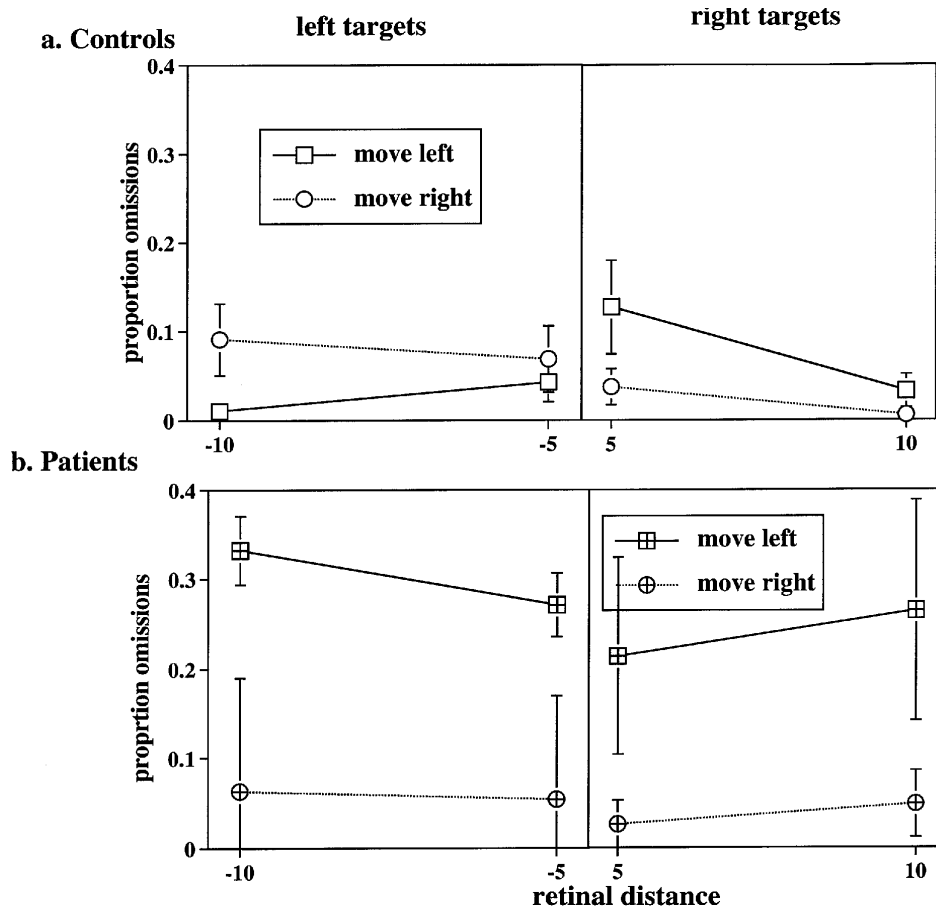 left targets
right targets
a. Controls
0.4
0.3
0.2
0.1
0
proportion omissions
move left
move right
-10
-5
5
10
b. Patients
0.4
0.3
0.2
0.1
0
proprtion omissions
move left
move right
-10
-5
5
10
retinal distance